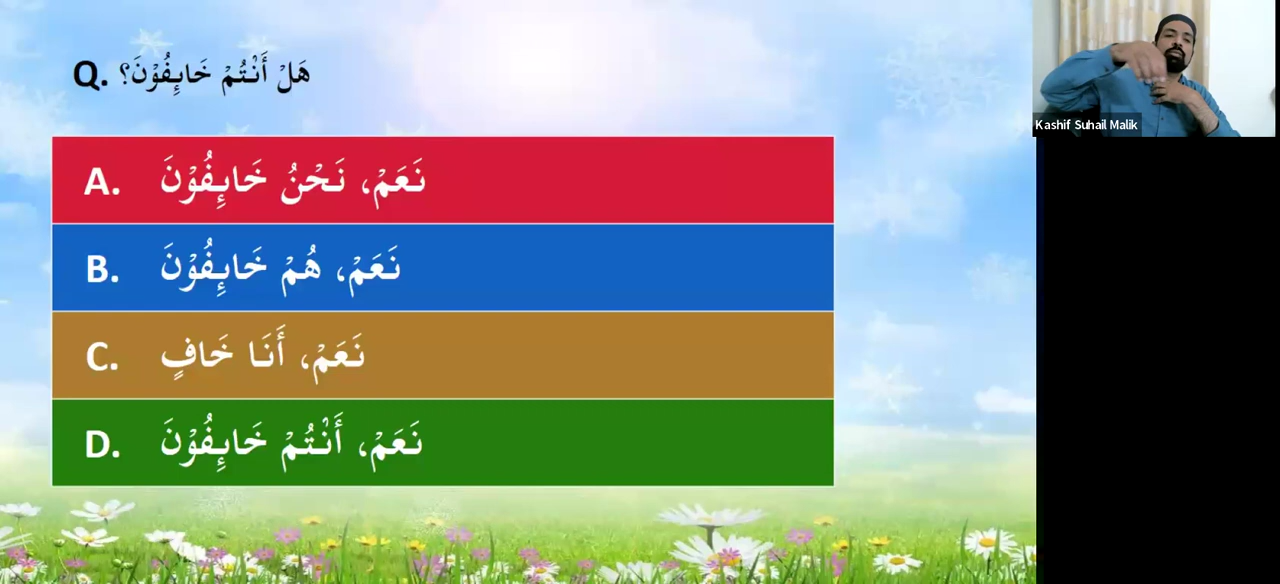 Q. هَلْ أَنْتُمْ خَائِفُوْنَ؟
A. نَعَمْ، نَحْنُ خَائِفُوْنَ
B. نَعَمْ، هُمْ خَائِفُوْنَ
C. نَعَمْ، أَنَا خَافٍ
D. نَعَمْ، أَنْتُمْ خَائِفُوْنَ
Kashif Suhail Malik